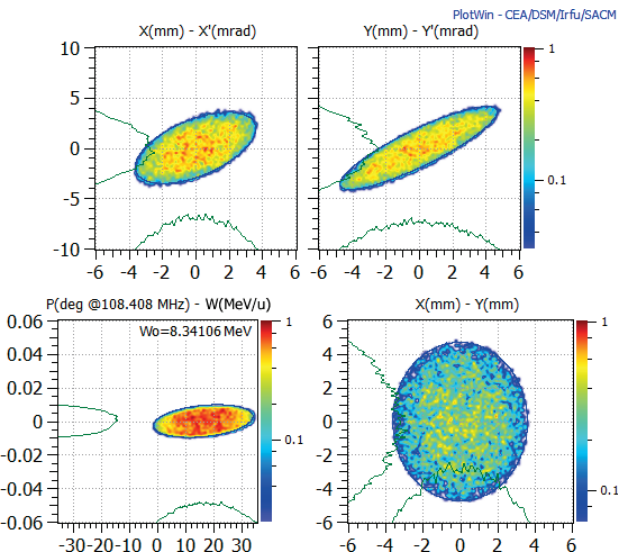 PlotWin - CEA/DSM/Irfu/SACM
X(mm) - X'(mrad)
Y(mm) - Y'(mrad)
10
5
0
-5
-10
-6 -4 -2 0 2 4 6
-6 -4 -2 0 2 4 6
1
0.1
P(deg @108.408 MHz) - W(MeV/u)
X(mm) - Y(mm)
Wo=8.34106 MeV
0.06
0.04
0.02
0
-0.02
-0.04
-0.06
-30 -20 -10 0 10 20 30
1
0.1
6
4
2
0
-2
-4
-6
-6 -4 -2 0 2 4 6
1
0.1